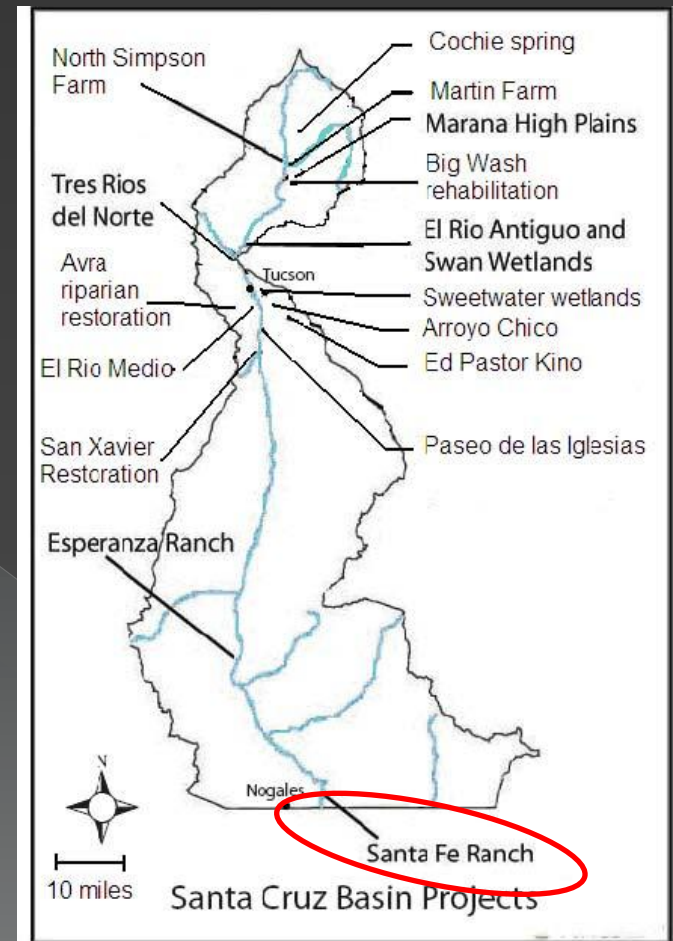 North Simpson
Farm
Cochie spring
Martin Farm
Marana High Plains
Big Wash
rehabilitation
Tres Rios
del Norte
El Rio Antiguo and
Swan Wetlands
Avra
riparian
restoration
Tucson
Sweetwater wetlands
Arroyo Chico
El Rio Medio
Ed Pastor Kino
San Xavier
Restoration
Paseo de las Iglesias
Esperanza Ranch
N
Nogales
Santa Fe Ranch
10 miles
Santa Cruz Basin Projects